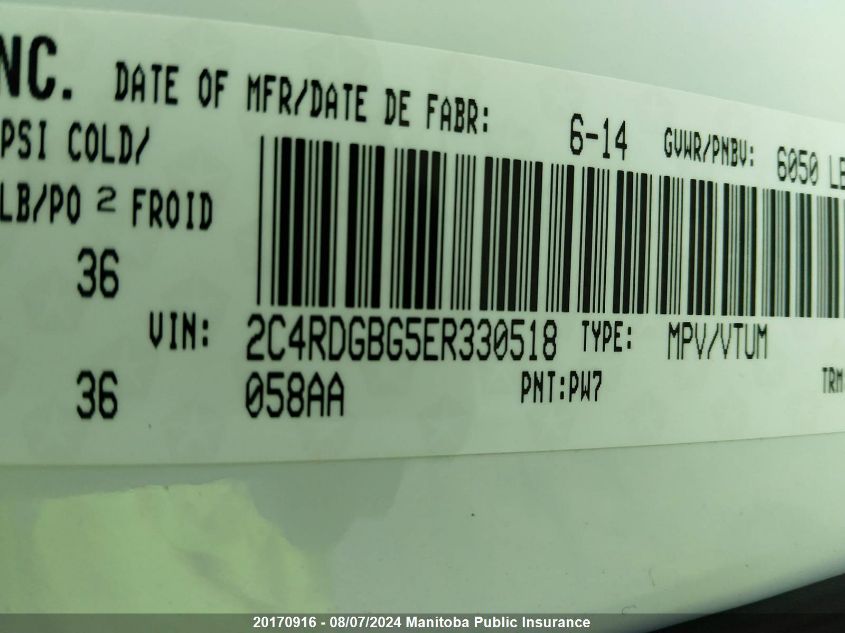 NC. DATE OF MFR/DATE DE FABR: 6-14 GVWR/PNBV: 6050 LB
PSI COLD/
LB/PO 2 FROID
36
VIN: 2C4RDGBG5ER330518 TYPE: MPV/VTUM
36 058AA PNT:PW7 TRM
20170916 - 08/07/2024 Manitoba Public Insurance